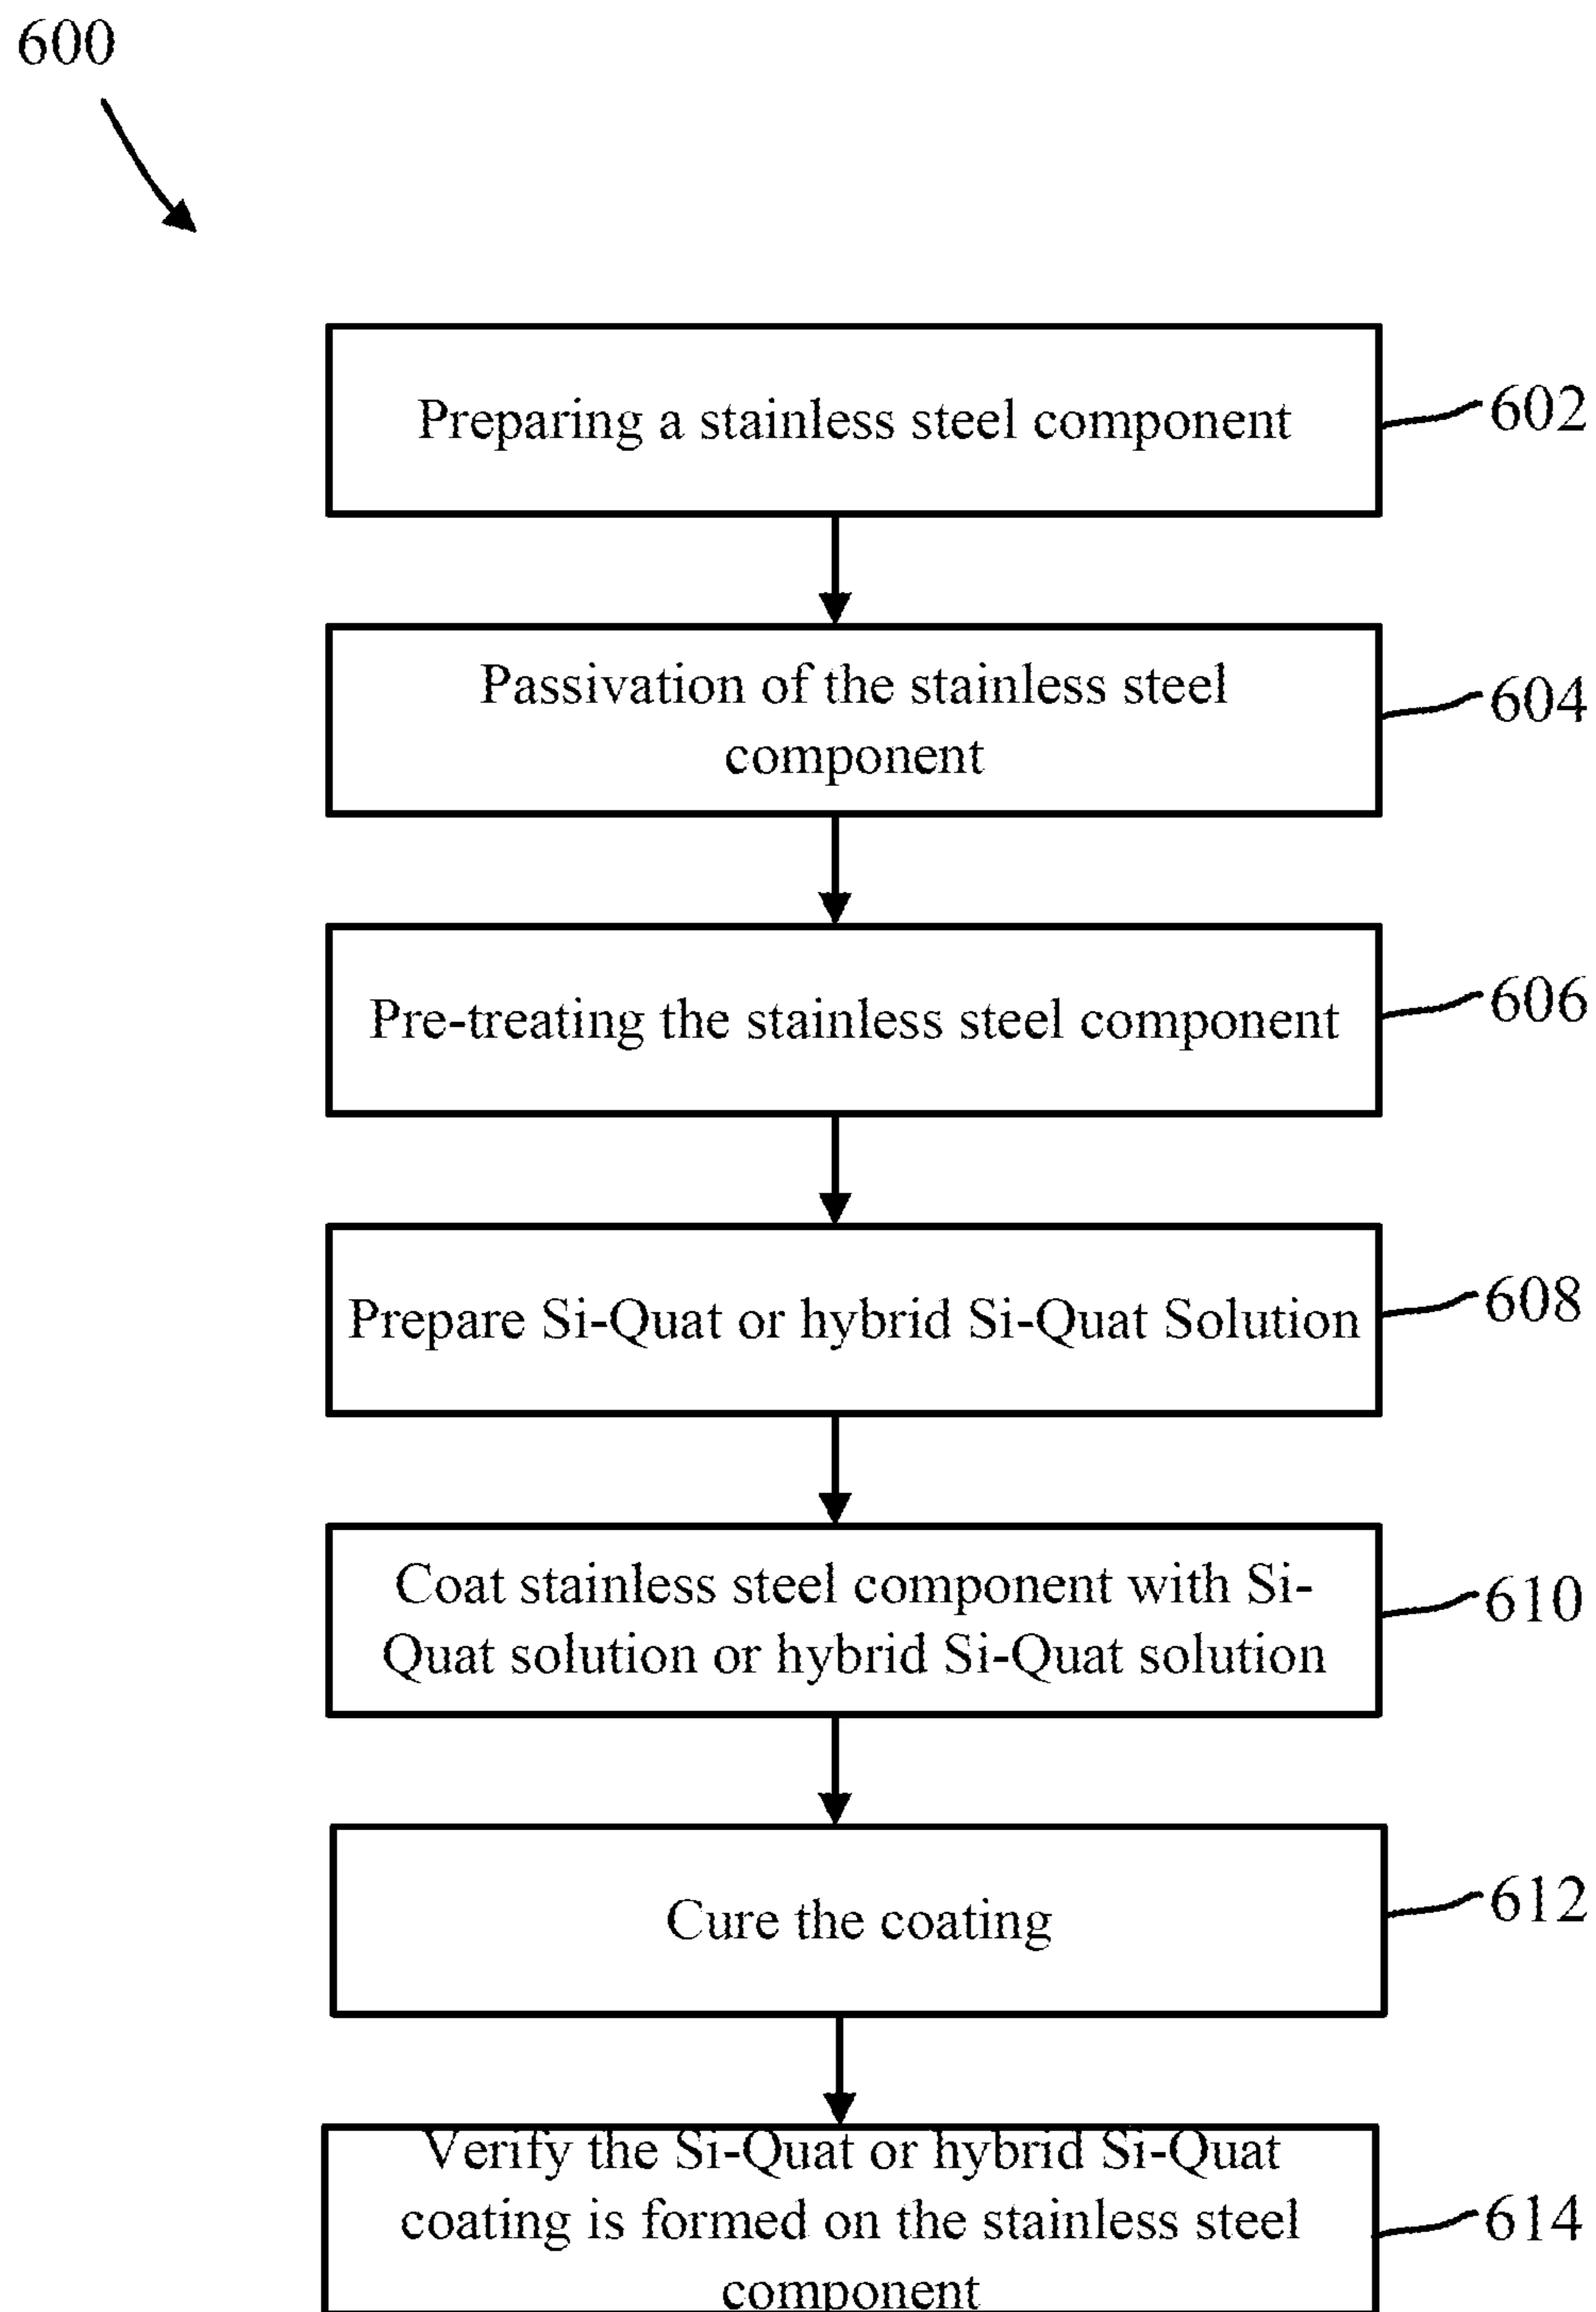 600
Preparing a stainless steel component
602
Passivation of the stainless steel
component
604
Pre-treating the stainless steel component
606
Prepare Si-Quat or hybrid Si-Quat Solution
608
Coat stainless steel component with Si-
Quat solution or hybrid Si-Quat solution
610
Cure the coating
612
Verify the Si-Quat or hybrid Si-Quat
coating is formed on the stainless steel
component
614